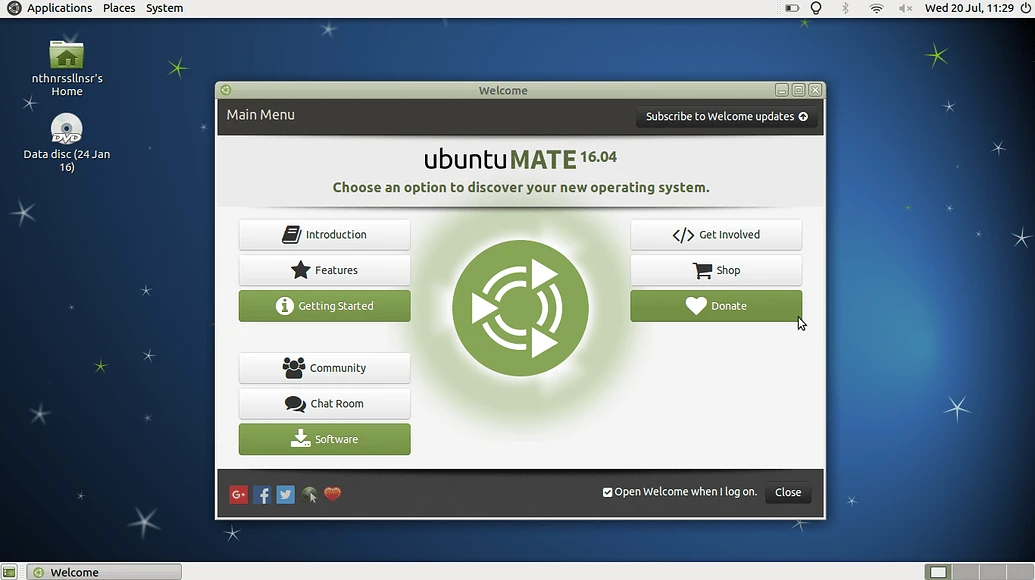 Applications Places System
Wed 20 Jul, 11:29
nthnrssllnsr's
Home
DVD
Data disc (24 Jan
16)
Welcome
Main Menu
Subscribe to Welcome updates
ubuntuMATE 16.04
Choose an option to discover your new operating system.
Introduction
Features
Getting Started
Community
Chat Room
Software
Get Involved
Shop
Donate
G+
f
Open Welcome when I log on.
Close
Welcome